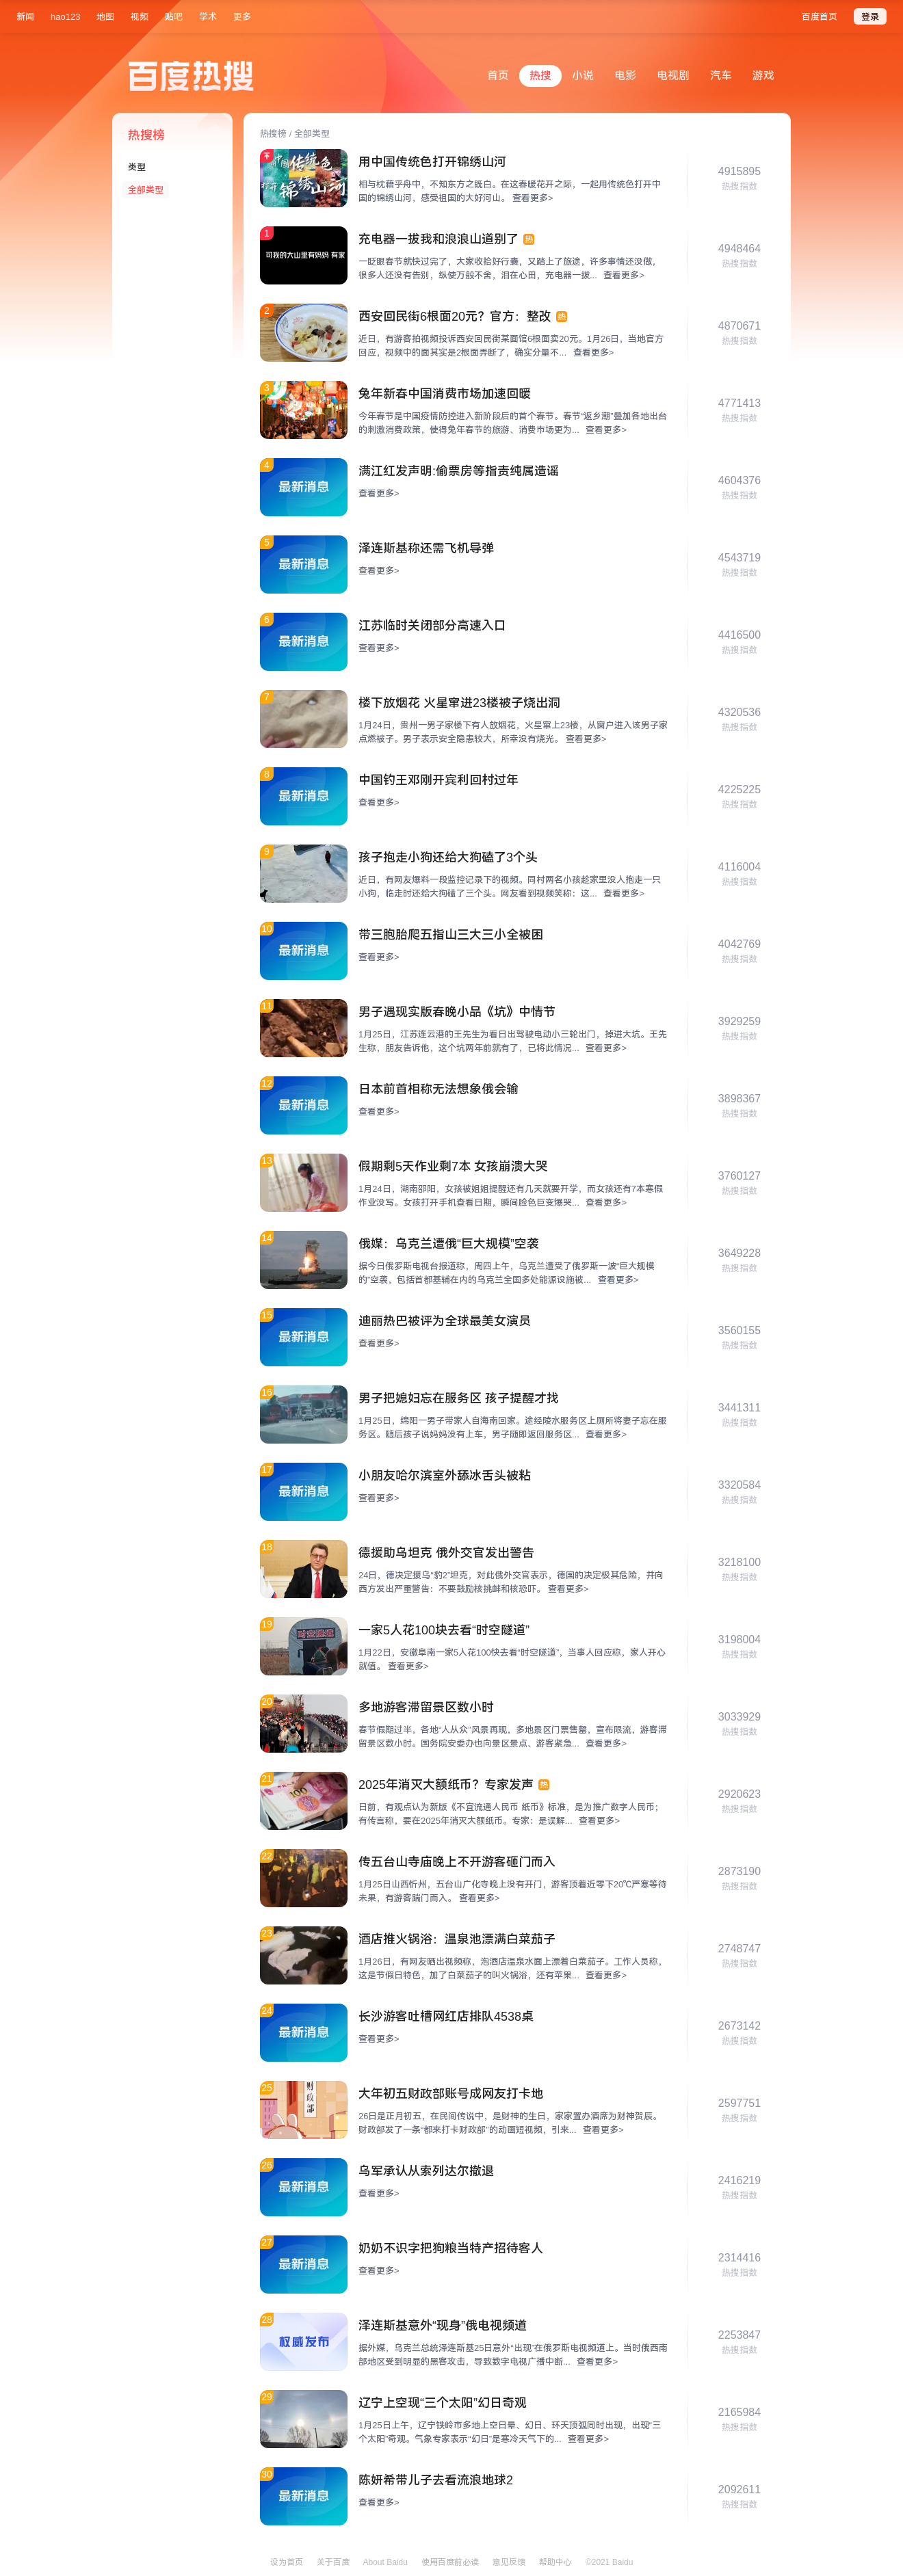 新闻 hao123 地图 视频 贴吧 学术 更多 百度首页 登录
百度热搜
首页 热搜 小说 电影 电视剧 汽车 游戏
热搜榜
类型
全部类型
热搜榜 / 全部类型
中国传统色
打开锦绣山河
用中国传统色打开锦绣山河
相与枕藉乎舟中，不知东方之既白。在这春暖花开之际，一起用传统色打开中
国的锦绣山河，感受祖国的大好河山。 查看更多>
4915895
热搜指数
1
可我的大山里有妈妈 有家
充电器一拔我和浪浪山道别了 热
一眨眼春节就快过完了，大家收拾好行囊，又踏上了旅途，许多事情还没做，
很多人还没有告别，纵使万般不舍，泪在心田，充电器一拔... 查看更多>
4948464
热搜指数
2
西安回民街6根面20元？官方：整改 热
近日，有游客拍视频投诉西安回民街某面馆6根面卖20元。1月26日，当地官方
回应，视频中的面其实是2根面弄断了，确实分量不... 查看更多>
4870671
热搜指数
3
兔年新春中国消费市场加速回暖
今年春节是中国疫情防控进入新阶段后的首个春节。春节“返乡潮”叠加各地出台
的刺激消费政策，使得兔年春节的旅游、消费市场更为... 查看更多>
4771413
热搜指数
4
最新消息
满江红发声明:偷票房等指责纯属造谣
查看更多>
4604376
热搜指数
5
最新消息
泽连斯基称还需飞机导弹
查看更多>
4543719
热搜指数
6
最新消息
江苏临时关闭部分高速入口
查看更多>
4416500
热搜指数
7
楼下放烟花 火星窜进23楼被子烧出洞
1月24日，贵州一男子家楼下有人放烟花，火星窜上23楼，从窗户进入该男子家
点燃被子。男子表示安全隐患较大，所幸没有烧光。 查看更多>
4320536
热搜指数
8
最新消息
中国钓王邓刚开宾利回村过年
查看更多>
4225225
热搜指数
9
孩子抱走小狗还给大狗磕了3个头
近日，有网友爆料一段监控记录下的视频。同村两名小孩趁家里没人抱走一只
小狗，临走时还给大狗磕了三个头。网友看到视频笑称：这... 查看更多>
4116004
热搜指数
10
最新消息
带三胞胎爬五指山三大三小全被困
查看更多>
4042769
热搜指数
11
男子遇现实版春晚小品《坑》中情节
1月25日，江苏连云港的王先生为看日出驾驶电动小三轮出门，掉进大坑。王先
生称，朋友告诉他，这个坑两年前就有了，已将此情况... 查看更多>
3929259
热搜指数
12
最新消息
日本前首相称无法想象俄会输
查看更多>
3898367
热搜指数
13
假期剩5天作业剩7本 女孩崩溃大哭
1月24日，湖南邵阳，女孩被姐姐提醒还有几天就要开学，而女孩还有7本寒假
作业没写。女孩打开手机查看日期，瞬间脸色巨变爆哭... 查看更多>
3760127
热搜指数
14
俄媒：乌克兰遭俄“巨大规模”空袭
据今日俄罗斯电视台报道称，周四上午，乌克兰遭受了俄罗斯一波“巨大规模
的”空袭，包括首都基辅在内的乌克兰全国多处能源设施被... 查看更多>
3649228
热搜指数
15
最新消息
迪丽热巴被评为全球最美女演员
查看更多>
3560155
热搜指数
16
男子把媳妇忘在服务区 孩子提醒才找
1月25日，绵阳一男子带家人自海南回家。途经陵水服务区上厕所将妻子忘在服
务区。随后孩子说妈妈没有上车，男子随即返回服务区... 查看更多>
3441311
热搜指数
17
最新消息
小朋友哈尔滨室外舔冰舌头被粘
查看更多>
3320584
热搜指数
18
德援助乌坦克 俄外交官发出警告
24日，德决定援乌“豹2”坦克，对此俄外交官表示，德国的决定极其危险，并向
西方发出严重警告：不要鼓励核挑衅和核恐吓。 查看更多>
3218100
热搜指数
19
时空隧道
一家5人花100块去看“时空隧道”
1月22日，安徽阜南一家5人花100快去看“时空隧道”，当事人回应称，家人开心
就值。 查看更多>
3198004
热搜指数
20
多地游客滞留景区数小时
春节假期过半，各地“人从众”风景再现，多地景区门票售罄，宣布限流，游客滞
留景区数小时。国务院安委办也向景区景点、游客紧急... 查看更多>
3033929
热搜指数
21
2025年消灭大额纸币？专家发声 热
日前，有观点认为新版《不宜流通人民币 纸币》标准，是为推广数字人民币；
有传言称，要在2025年消灭大额纸币。专家：是误解... 查看更多>
2920623
热搜指数
22
传五台山寺庙晚上不开游客砸门而入
1月25日山西忻州，五台山广化寺晚上没有开门，游客顶着近零下20℃严寒等待
未果，有游客踹门而入。 查看更多>
2873190
热搜指数
23
酒店推火锅浴：温泉池漂满白菜茄子
1月26日，有网友晒出视频称，泡酒店温泉水面上漂着白菜茄子。工作人员称，
这是节假日特色，加了白菜茄子的叫火锅浴，还有苹果... 查看更多>
2748747
热搜指数
24
最新消息
长沙游客吐槽网红店排队4538桌
查看更多>
2673142
热搜指数
25
财政部
大年初五财政部账号成网友打卡地
26日是正月初五，在民间传说中，是财神的生日，家家置办酒席为财神贺辰。
财政部发了一条“都来打卡财政部”的动画短视频，引来... 查看更多>
2597751
热搜指数
26
最新消息
乌军承认从索列达尔撤退
查看更多>
2416219
热搜指数
27
最新消息
奶奶不识字把狗粮当特产招待客人
查看更多>
2314416
热搜指数
28
权威发布
泽连斯基意外“现身”俄电视频道
据外媒，乌克兰总统泽连斯基25日意外“出现”在俄罗斯电视频道上。当时俄西南
部地区受到明显的黑客攻击，导致数字电视广播中断... 查看更多>
2253847
热搜指数
29
辽宁上空现“三个太阳”幻日奇观
1月25日上午，辽宁铁岭市多地上空日晕、幻日、环天顶弧同时出现，出现“三
个太阳”奇观。气象专家表示“幻日”是寒冷天气下的... 查看更多>
2165984
热搜指数
30
最新消息
陈妍希带儿子去看流浪地球2
查看更多>
2092611
热搜指数
设为首页 关于百度 About Baidu 使用百度前必读 意见反馈 帮助中心 ©2021 Baidu